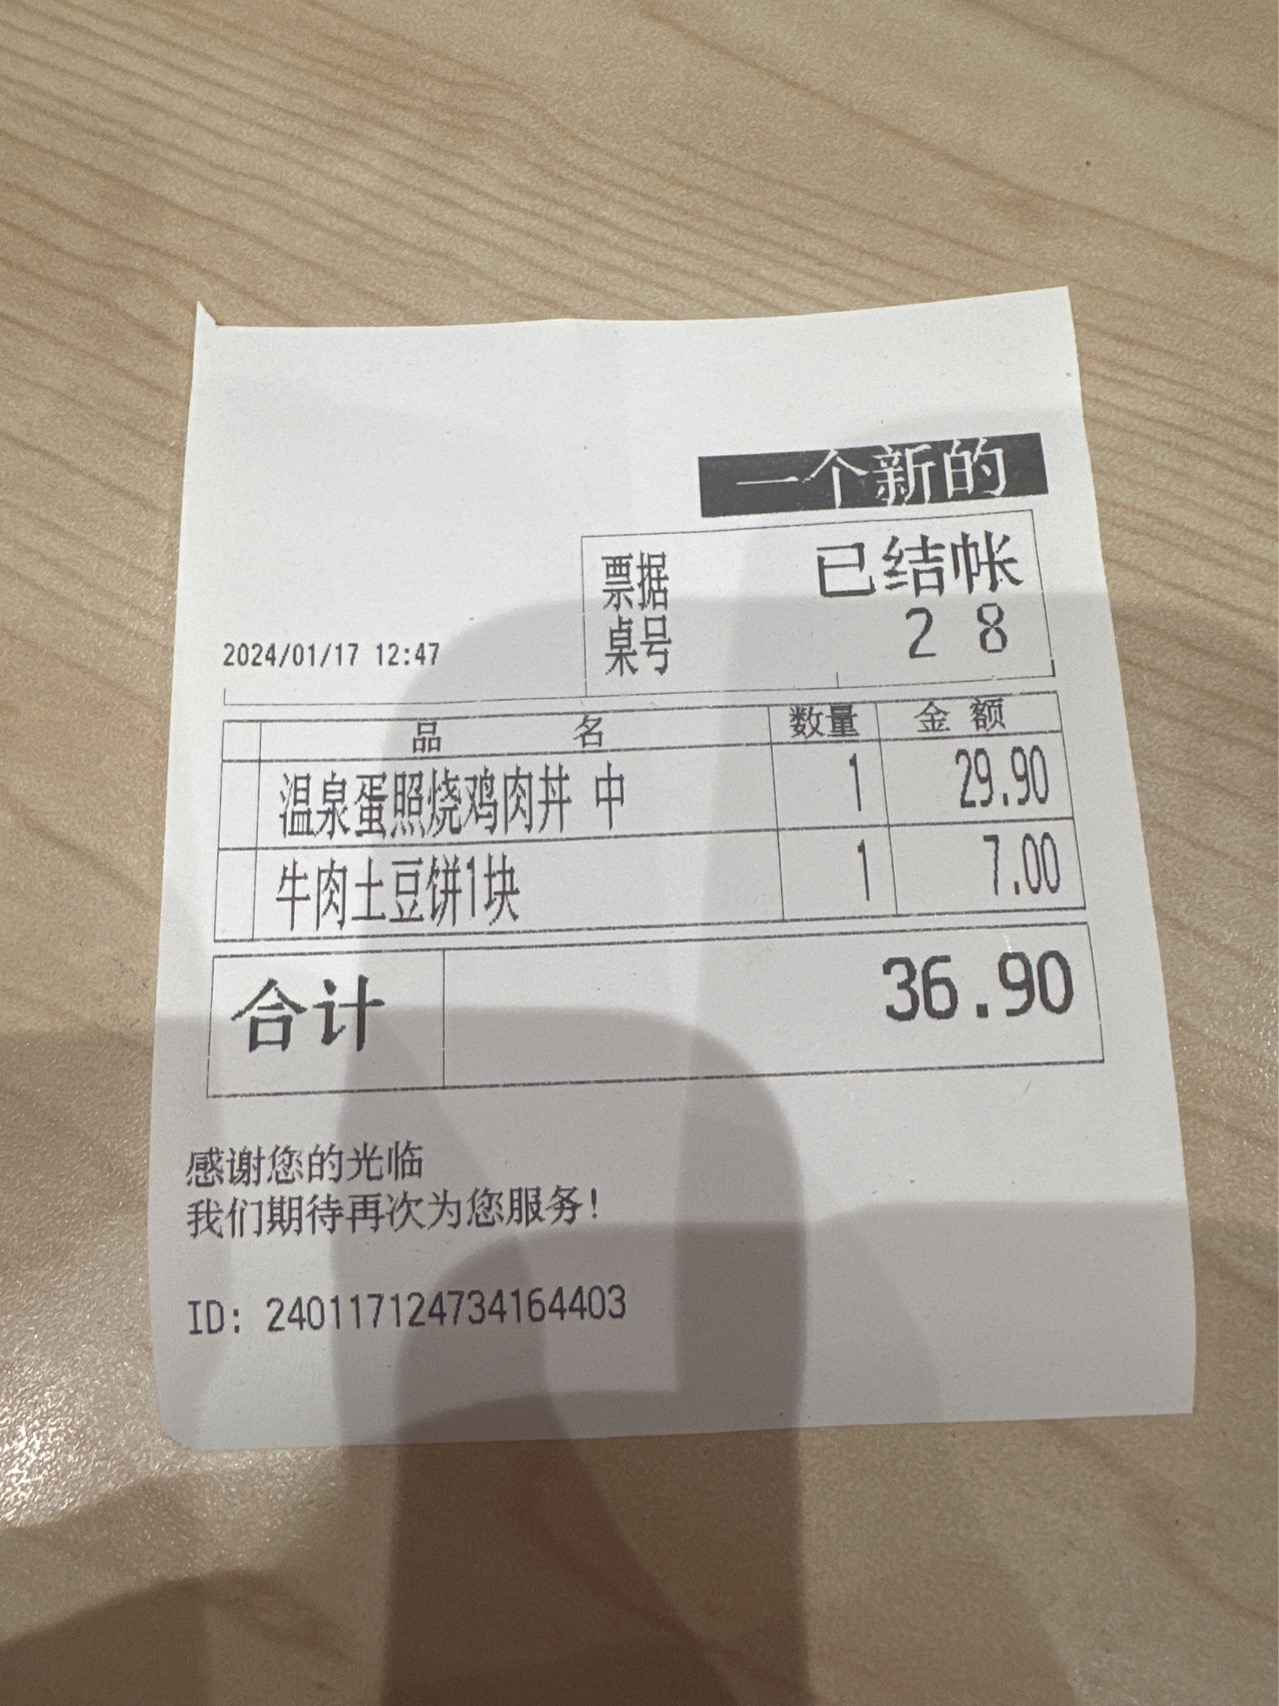 一个新的
票据 已结帐
桌号 28
2024/01/17 12:47
品名 数量 金额
温泉蛋照烧鸡肉丼 中 1 29.90
牛肉土豆饼1块 1 7.00
合计 36.90
感谢您的光临
我们期待再次为您服务!
ID: 240117124734164403